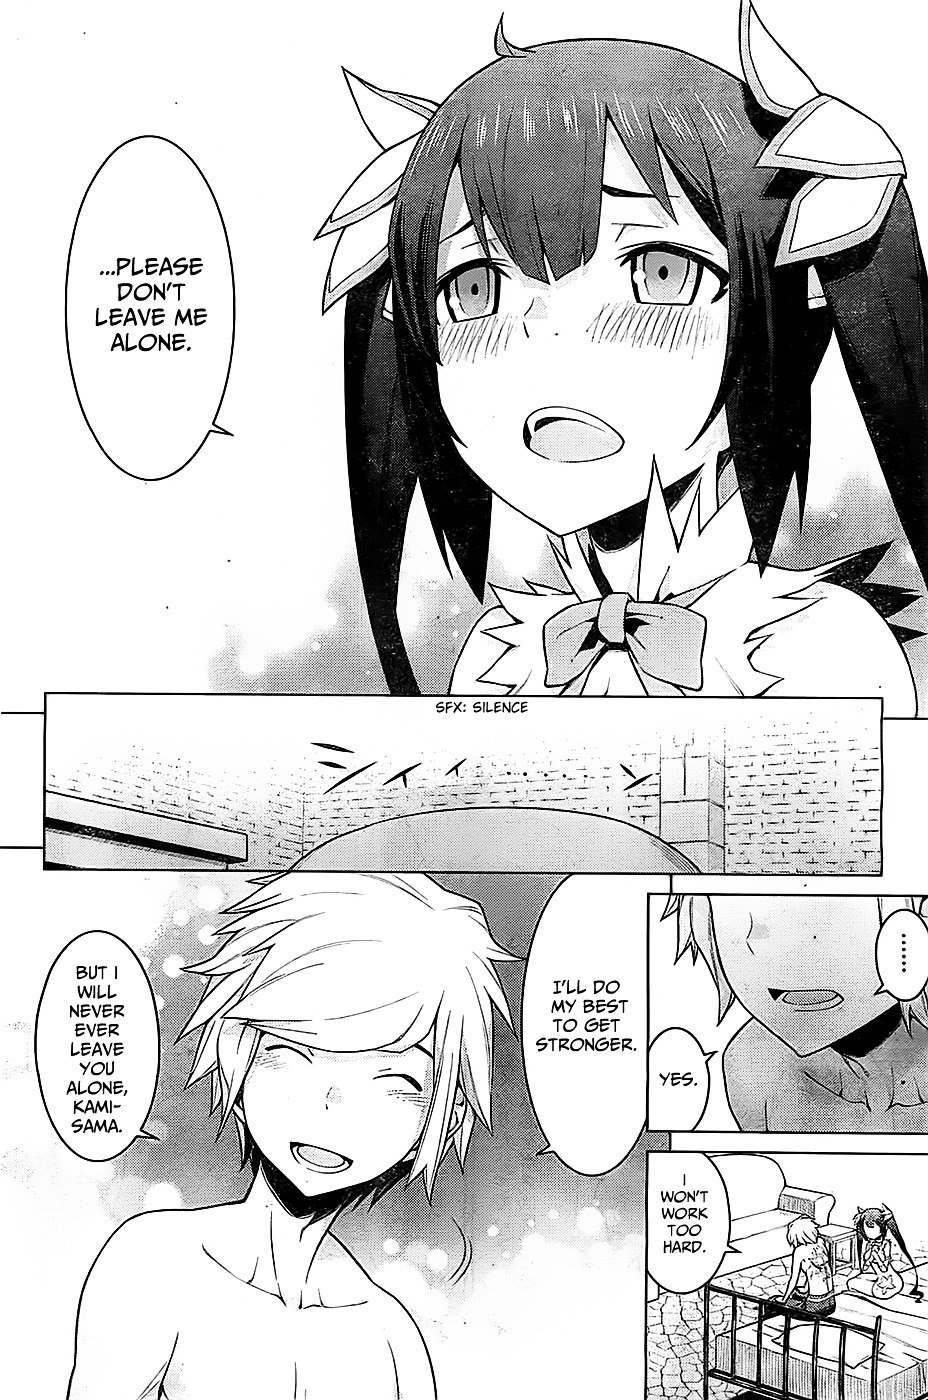 ...PLEASE
DON'T
LEAVE ME
ALONE.
SFX: SILENCE
........
YES.
I
WON'T
WORK
TOO
HARD.
I'LL DO
MY BEST
TO GET
STRONGER.
BUT I
WILL
NEVER
EVER
LEAVE
YOU
ALONE,
KAMI-
SAMA.